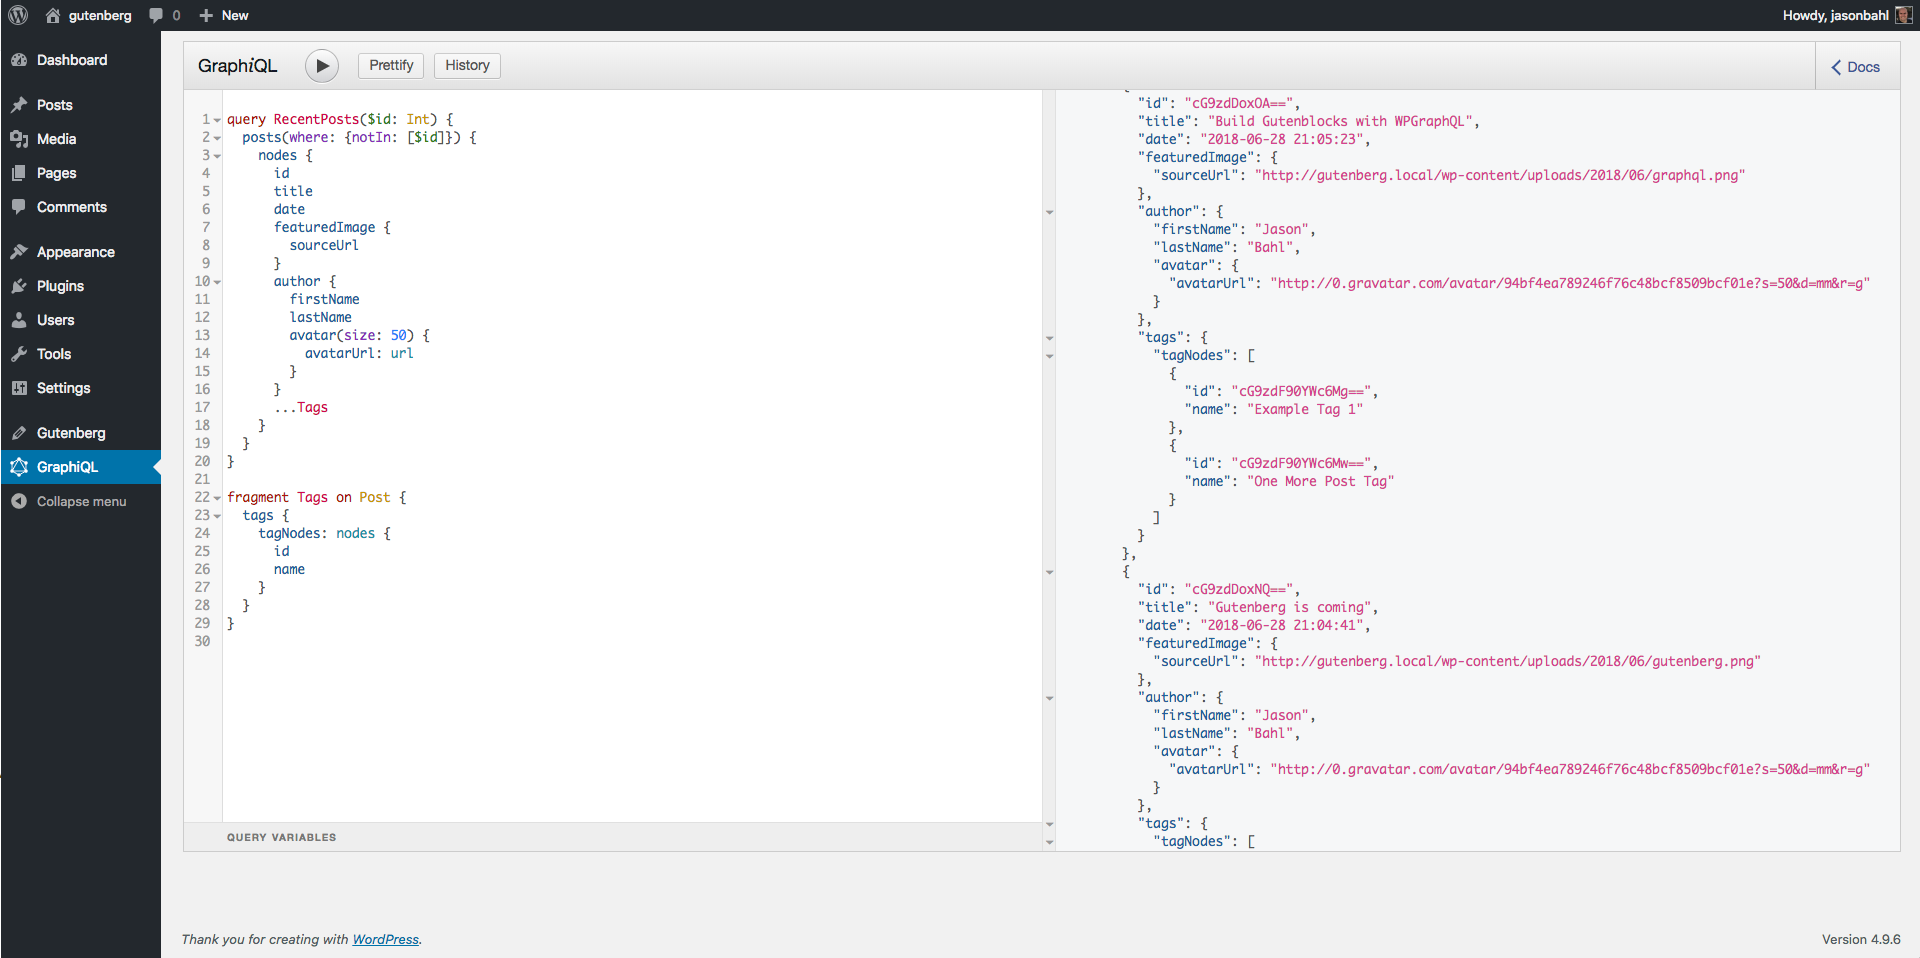 gutenberg 0 New Howdy, jasonbahl
Dashboard
Posts
Media
Pages
Comments
Appearance
Plugins
Users
Tools
Settings
Gutenberg
GraphiQL
Collapse menu
GraphiQL Prettify History Docs
1 query RecentPosts($id: Int) {
2 posts(where: {notIn: [$id]}) {
3 nodes {
4 id
5 title
6 date
7 featuredImage {
8 sourceUrl
9 }
10 author {
11 firstName
12 lastName
13 avatar(size: 50) {
14 avatarUrl: url
15 }
16 }
17 ...Tags
18 }
19 }
20 }
21
22 fragment Tags on Post {
23 tags {
24 tagNodes: nodes {
25 id
26 name
27 }
28 }
29 }
30
QUERY VARIABLES
"id": "cG9zdDoxOA==",
"title": "Build Gutenblocks with WPGraphQL",
"date": "2018-06-28 21:05:23",
"featuredImage": {
"sourceUrl": "http://gutenberg.local/wp-content/uploads/2018/06/graphql.png"
},
"author": {
"firstName": "Jason",
"lastName": "Bahl",
"avatar": {
"avatarUrl": "http://0.gravatar.com/avatar/94bf4ea789246f76c48bcf8509bcf01e?s=50&d=mm&r=g"
}
},
"tags": {
"tagNodes": [
{
"id": "cG9zdF90YWc6Mg==",
"name": "Example Tag 1"
},
{
"id": "cG9zdF90YWc6Mw==",
"name": "One More Post Tag"
}
]
}
},
{
"id": "cG9zdDoxNQ==",
"title": "Gutenberg is coming",
"date": "2018-06-28 21:04:41",
"featuredImage": {
"sourceUrl": "http://gutenberg.local/wp-content/uploads/2018/06/gutenberg.png"
},
"author": {
"firstName": "Jason",
"lastName": "Bahl",
"avatar": {
"avatarUrl": "http://0.gravatar.com/avatar/94bf4ea789246f76c48bcf8509bcf01e?s=50&d=mm&r=g"
}
},
"tags": {
"tagNodes": [
Thank you for creating with WordPress. Version 4.9.6